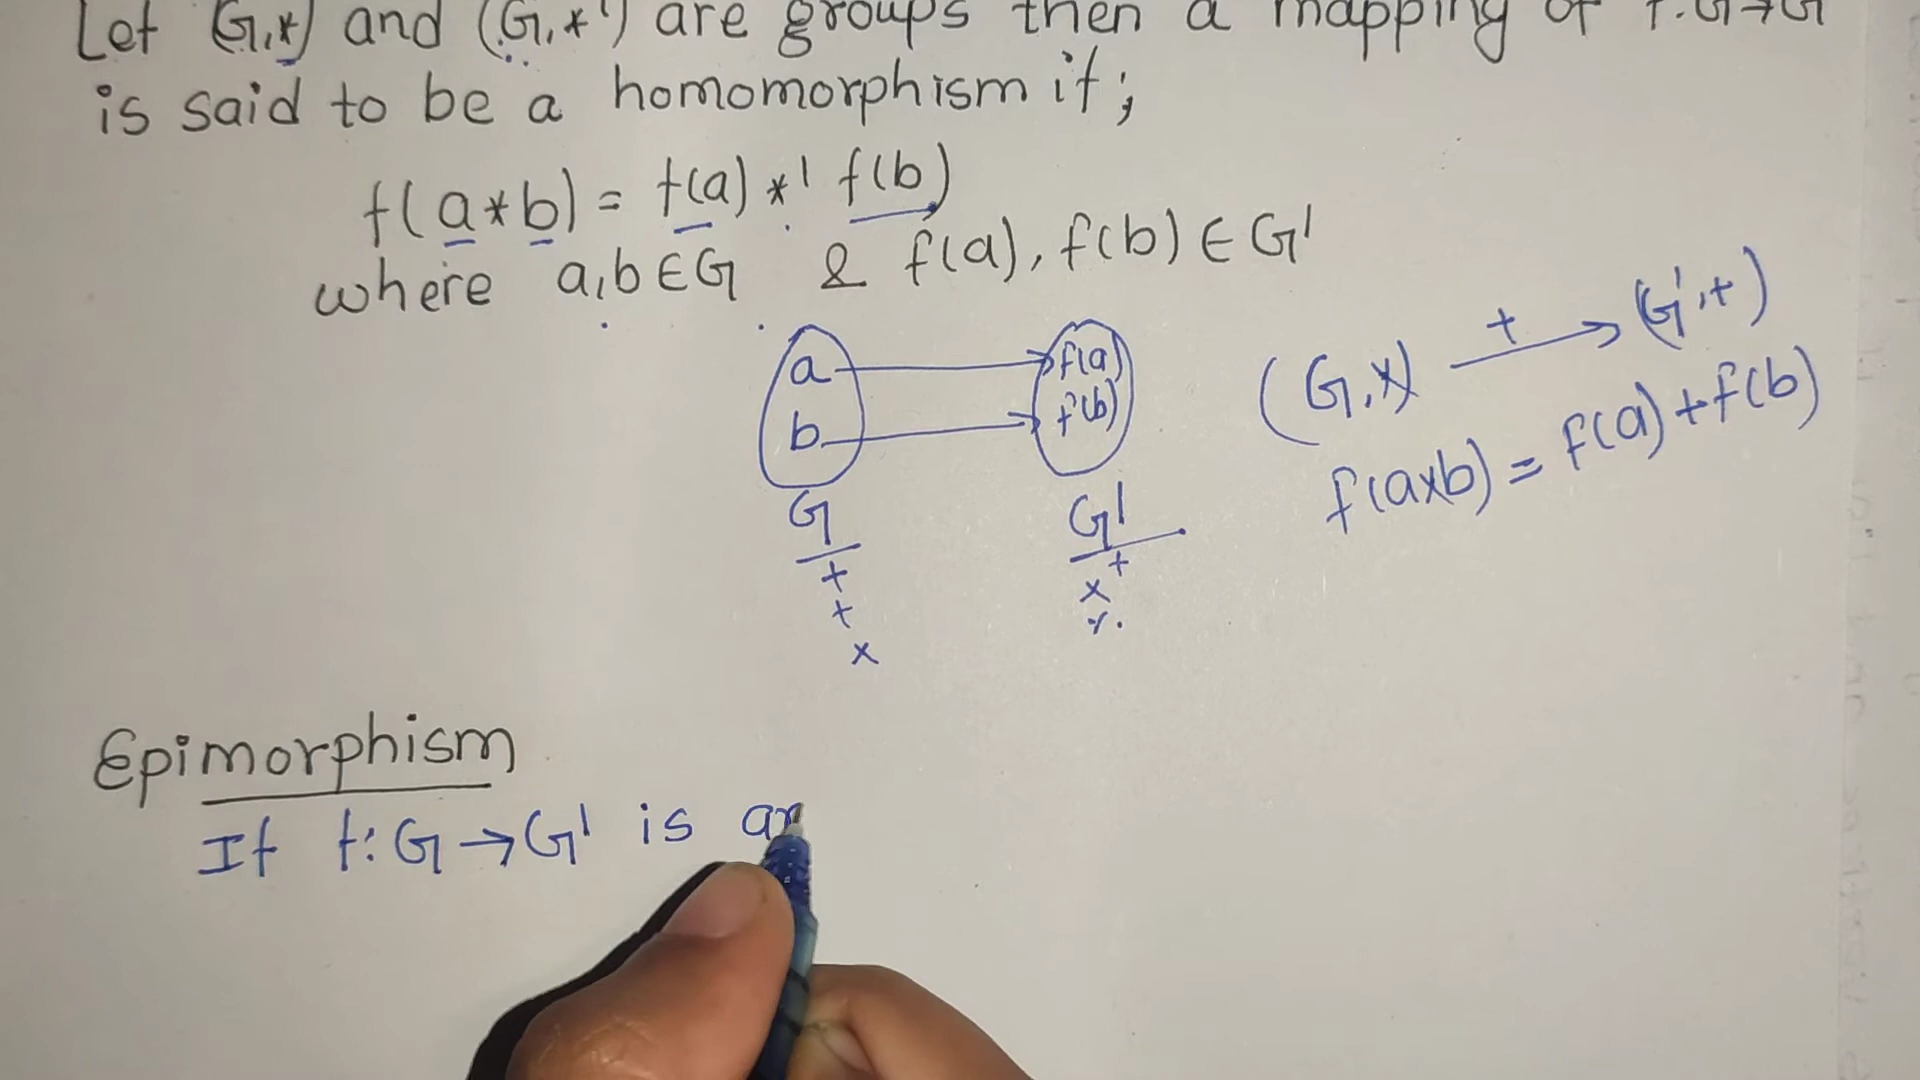 Let (G,*) and (G,*') are groups then a mapping of f:G→G
is said to be a homomorphism if;
f(a*b) = f(a) *' f(b)
where a,b∈G & f(a), f(b) ∈ G'
a f(a)
b f(b)
G G'
+ +
+ x
x
(G,x) + → (G',+)
f(axb) = f(a)+f(b)
Epimorphism
If f:G→G' is an